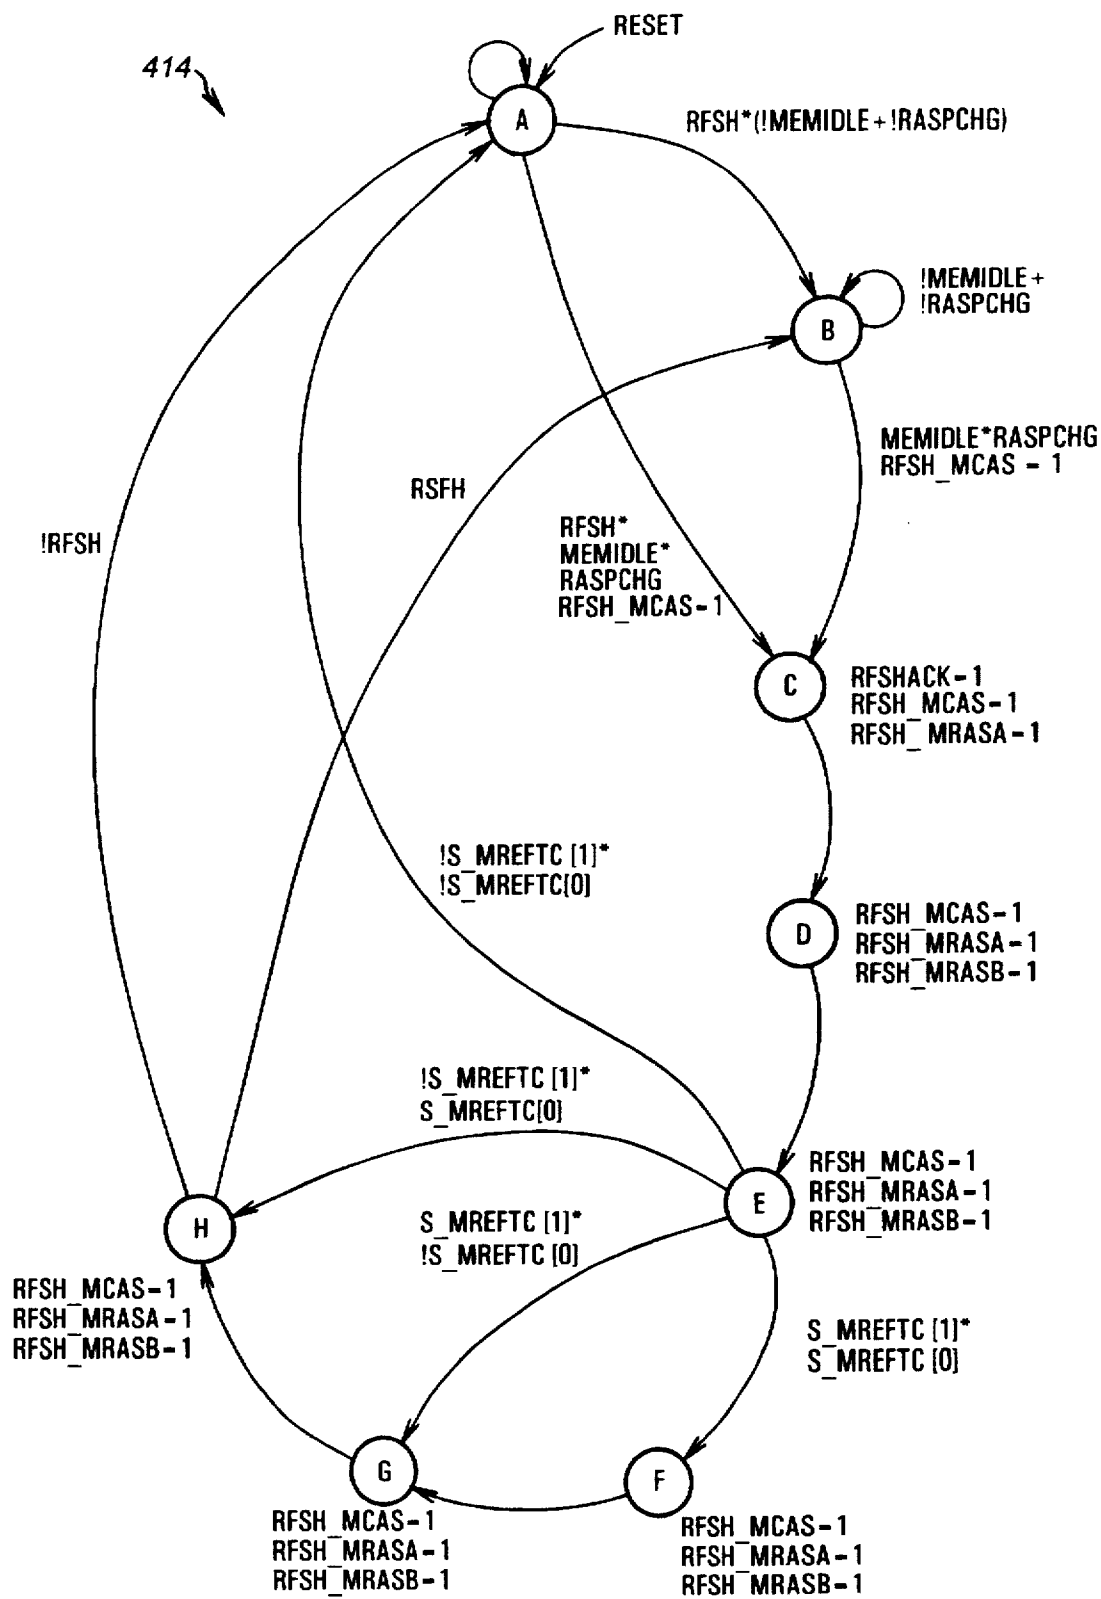 RESET
414
A
RFSH*(!MEMIDLE+!RASPCHG)
!MEMIDLE+
!RASPCHG
B
MEMIDLE*RASPCHG
RFSH_MCAS-1
RSFH
RFSH*
MEMIDLE*
RASPCHG
RFSH_MCAS-1
!RFSH
C
RFSHACK-1
RFSH_MCAS-1
RFSH_MRASA-1
!S_MREFTC[1]*
!S_MREFTC[0]
D
RFSH_MCAS-1
RFSH_MRASA-1
RFSH_MRASB-1
!S_MREFTC[1]*
S_MREFTC[0]
E
RFSH_MCAS-1
RFSH_MRASA-1
RFSH_MRASB-1
H
S_MREFTC[1]*
!S_MREFTC[0]
RFSH_MCAS-1
RFSH_MRASA-1
RFSH_MRASB-1
S_MREFTC[1]*
S_MREFTC[0]
G
F
RFSH_MCAS-1
RFSH_MRASA-1
RFSH_MRASB-1
RFSH_MCAS-1
RFSH_MRASA-1
RFSH_MRASB-1